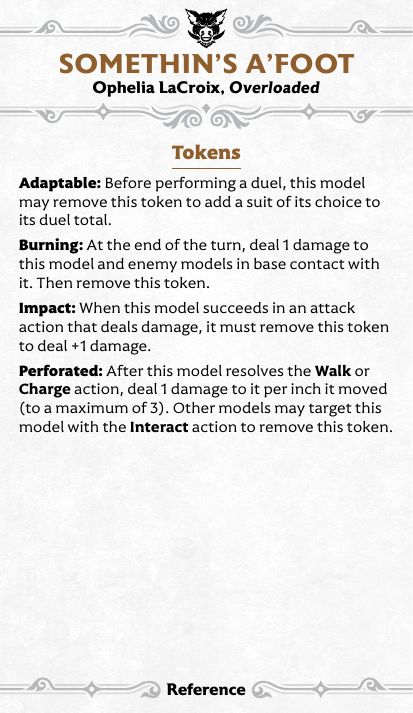 SOMETHIN'S A'FOOT
Ophelia LaCroix, Overloaded
Tokens
Adaptable: Before performing a duel, this model
may remove this token to add a suit of its choice to
its duel total.
Burning: At the end of the turn, deal 1 damage to
this model and enemy models in base contact with
it. Then remove this token.
Impact: When this model succeeds in an attack
action that deals damage, it must remove this token
to deal +1 damage.
Perforated: After this model resolves the Walk or
Charge action, deal 1 damage to it per inch it moved
(to a maximum of 3). Other models may target this
model with the Interact action to remove this token.
Reference